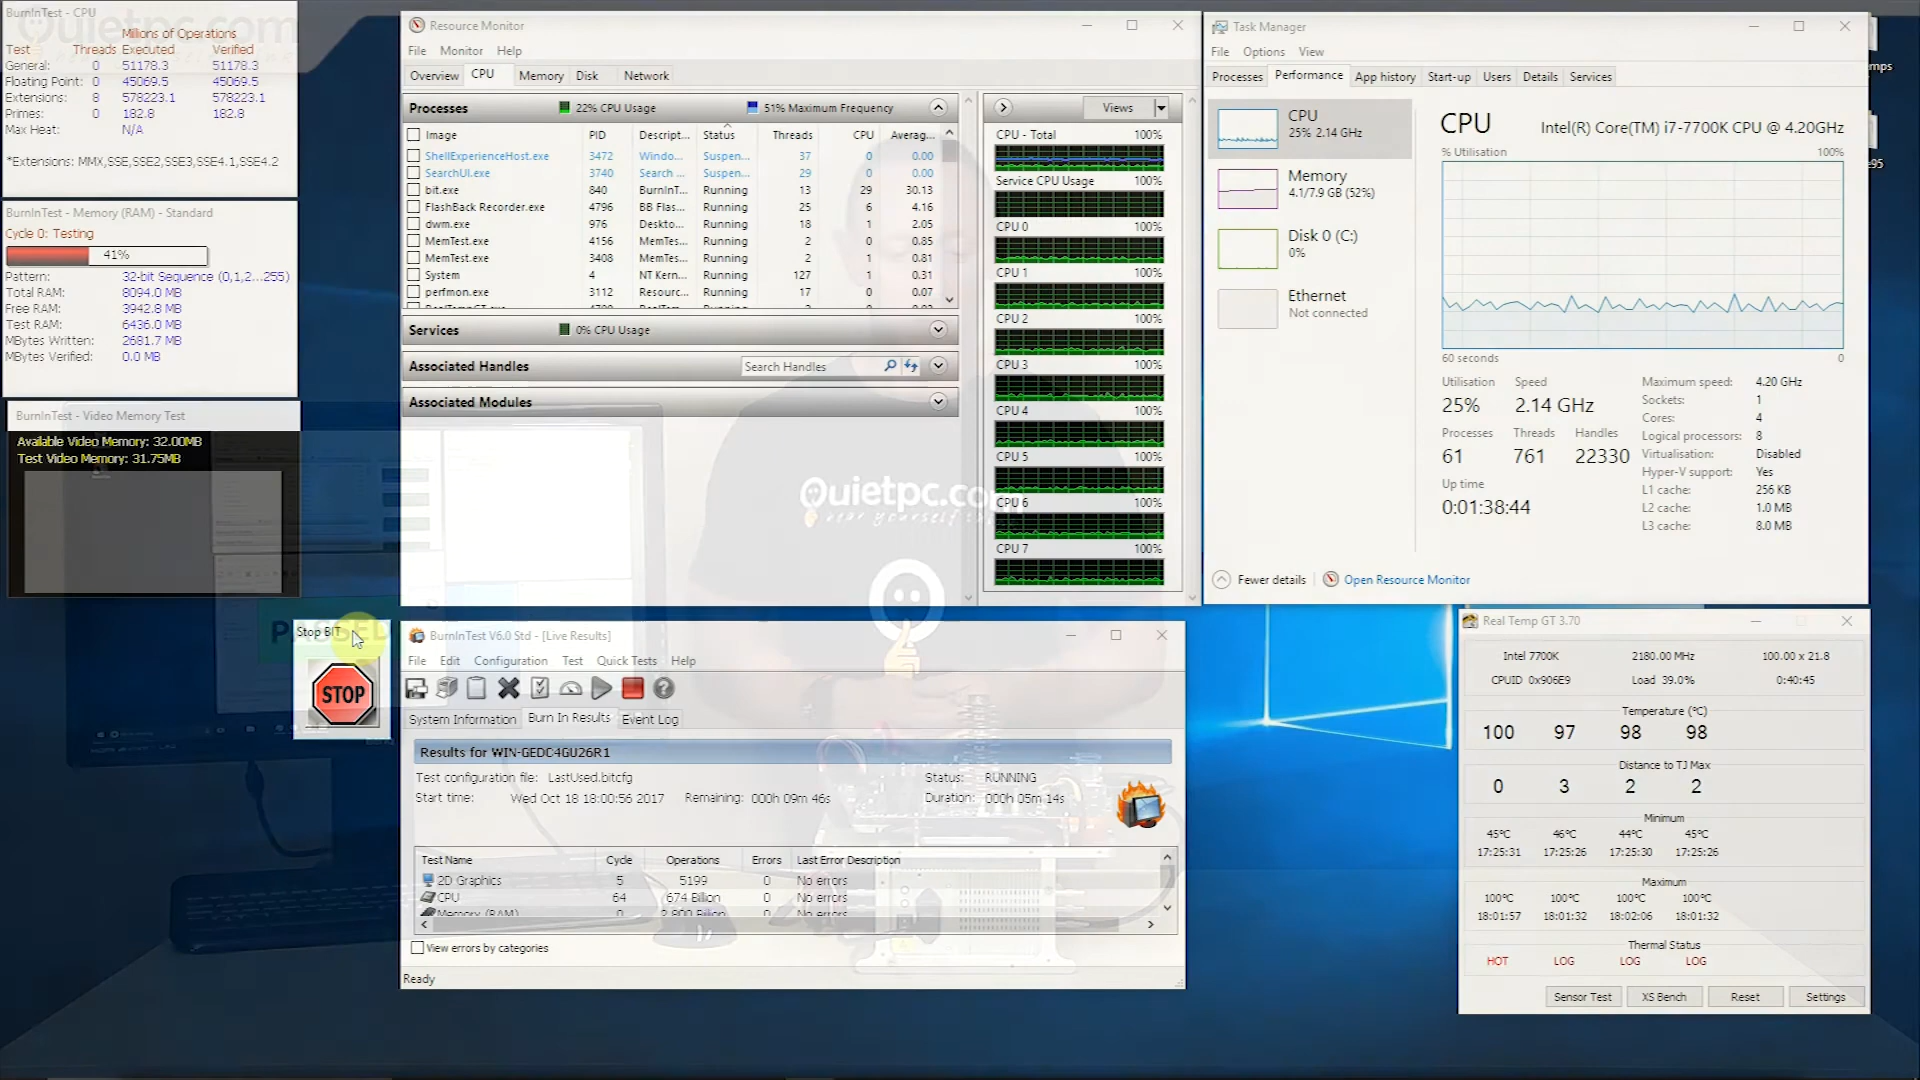 BurnInTest - CPU
Quietpc.com
Millions of Operations
Test Threads Executed Verified
General: 0 51178.3 51178.3
Floating Point: 0 45069.5 45069.5
Extensions: 8 578223.1 578223.1
Primes: 0 182.8 182.8
Max Heat: N/A
*Extensions: MMX,SSE,SSE2,SSE3,SSE4.1,SSE4.2
BurnInTest - Memory (RAM) - Standard
Cycle 0: Testing
41%
Pattern: 32-bit Sequence (0,1,2...255)
Total RAM: 8094.0 MB
Free RAM: 3942.8 MB
Test RAM: 6436.0 MB
MBytes Written: 2681.7 MB
MBytes Verified: 0.0 MB
BurnInTest - Video Memory Test
Available Video Memory: 32.00MB
Test Video Memory: 31.75MB
PASSED
Stop BIT
STOP
Resource Monitor
File Monitor Help
Overview CPU Memory Disk Network
Processes 22% CPU Usage 51% Maximum Frequency
Image PID Descript... Status Threads CPU Averag...
ShellExperienceHost.exe 3472 Windo... Suspen... 37 0 0.00
SearchUI.exe 3740 Search ... Suspen... 29 0 0.00
bit.exe 840 BurnInT... Running 13 29 30.13
FlashBack Recorder.exe 4796 BB Flas... Running 25 6 4.16
dwm.exe 976 Deskto... Running 18 1 2.05
MemTest.exe 4156 MemTes... Running 2 0 0.85
MemTest.exe 3408 MemTes... Running 2 1 0.81
System 4 NT Kern... Running 127 1 0.31
perfmon.exe 3112 Resourc... Running 17 0 0.07
Services 0% CPU Usage
Associated Handles Search Handles
Associated Modules
Views
CPU - Total 100%
Service CPU Usage 100%
CPU 0 100%
CPU 1 100%
CPU 2 100%
CPU 3 100%
CPU 4 100%
CPU 5 100%
CPU 6 100%
CPU 7 100%
Quietpc.com
Task Manager
File Options View
Processes Performance App history Start-up Users Details Services
CPU
25% 2.14 GHz
Memory
4.1/7.9 GB (52%)
Disk 0 (C:)
0%
Ethernet
Not connected
CPU Intel(R) Core(TM) i7-7700K CPU @ 4.20GHz
% Utilisation 100%
60 seconds 0
Utilisation Speed
25% 2.14 GHz
Processes Threads Handles
61 761 22330
Up time
0:01:38:44
Maximum speed: 4.20 GHz
Sockets: 1
Cores: 4
Logical processors: 8
Virtualisation: Disabled
Hyper-V support: Yes
L1 cache: 256 KB
L2 cache: 1.0 MB
L3 cache: 8.0 MB
Fewer details Open Resource Monitor
BurnInTest V6.0 Std - [Live Results]
File Edit Configuration Test Quick Tests Help
System Information Burn In Results Event Log
Results for WIN-GEDC4GU26R1
Test configuration file: LastUsed.bitcfg Status: RUNNING
Start time: Wed Oct 18 18:00:56 2017 Remaining: 000h 09m 46s Duration: 000h 05m 14s
Test Name Cycle Operations Errors Last Error Description
2D Graphics 5 5199 0 No errors
CPU 64 674 Billion 0 No errors
Memory (RAM) 0 2.800 Billion 0 No errors
View errors by categories
Ready
Real Temp GT 3.70
Intel 7700K 2180.00 MHz 100.00 x 21.8
CPUID 0x906E9 Load 39.0% 0:40:45
Temperature (°C)
100 97 98 98
Distance to TJ Max
0 3 2 2
Minimum
45°C 46°C 44°C 45°C
17:25:31 17:25:26 17:25:30 17:25:26
Maximum
100°C 100°C 100°C 100°C
18:01:57 18:01:32 18:02:06 18:01:32
Thermal Status
HOT LOG LOG LOG
Sensor Test XS Bench Reset Settings